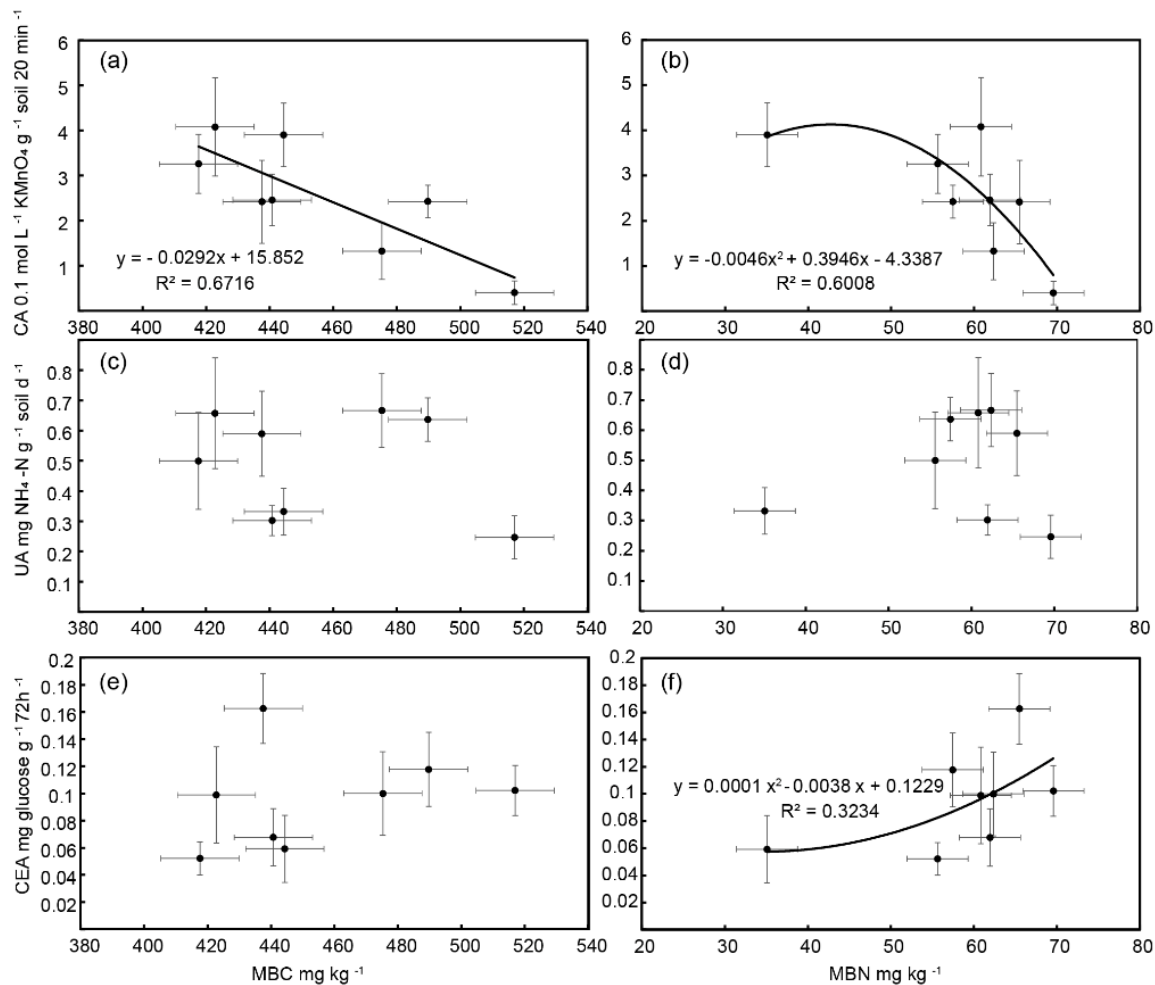 CA 0.1 mol L⁻¹ KMnO₄ g⁻¹ soil 20 min⁻¹
6
5
4
3
2
1
(a)
y = - 0.0292x + 15.852
R² = 0.6716
380 400 420 440 460 480 500 520 540
6
5
4
3
2
1
(b)
y = -0.0046x² + 0.3946x - 4.3387
R² = 0.6008
20 30 40 50 60 70 80
UA mg NH₄ -N g⁻¹ soil d⁻¹
0.8
0.7
0.6
0.5
0.4
0.3
0.2
0.1
(c)
380 400 420 440 460 480 500 520 540
0.8
0.7
0.6
0.5
0.4
0.3
0.2
0.1
(d)
20 30 40 50 60 70 80
CEA mg glucose g⁻¹72h⁻¹
0.2
0.18
0.16
0.14
0.12
0.1
0.08
0.06
0.04
0.02
(e)
380 400 420 440 460 480 500 520 540
MBC mg kg⁻¹
0.2
0.18
0.16
0.14
0.12
0.1
0.08
0.06
0.04
0.02
(f)
y = 0.0001 x² - 0.0038 x + 0.1229
R² = 0.3234
20 30 40 50 60 70 80
MBN mg kg⁻¹